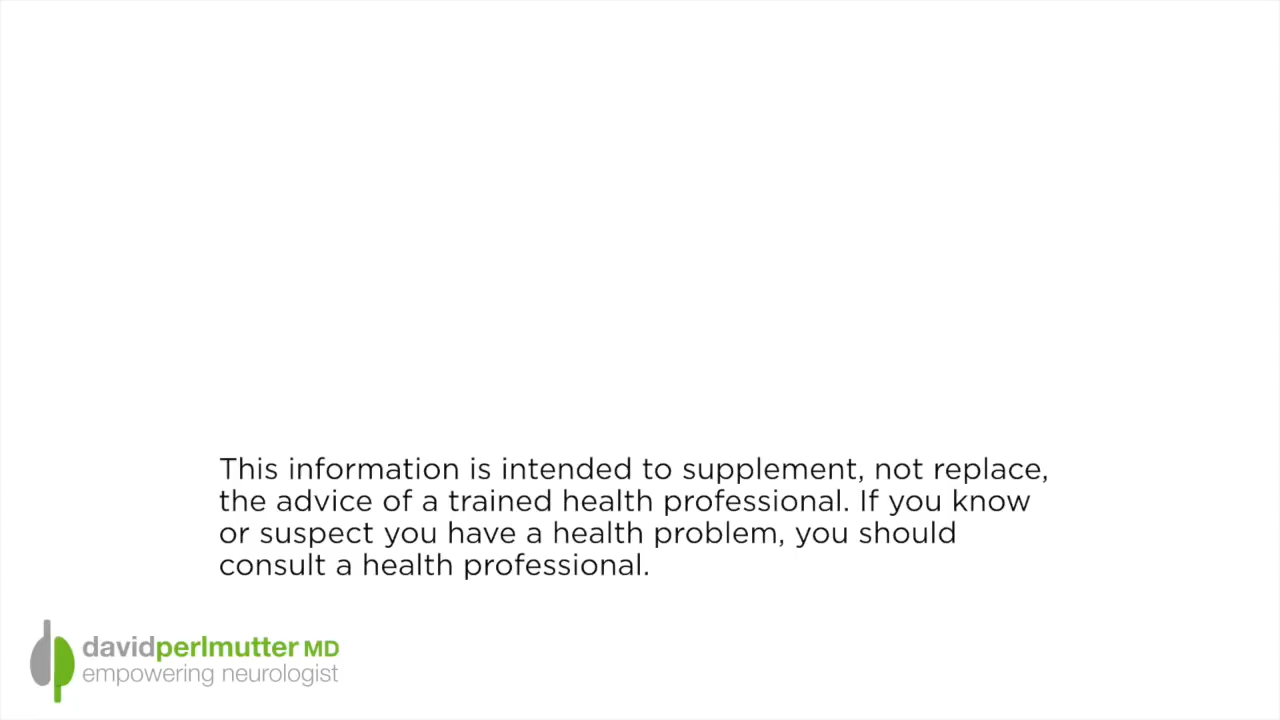 This information is intended to supplement, not replace,
the advice of a trained health professional. If you know
or suspect you have a health problem, you should
consult a health professional.
davidperlmutter MD
empowering neurologist